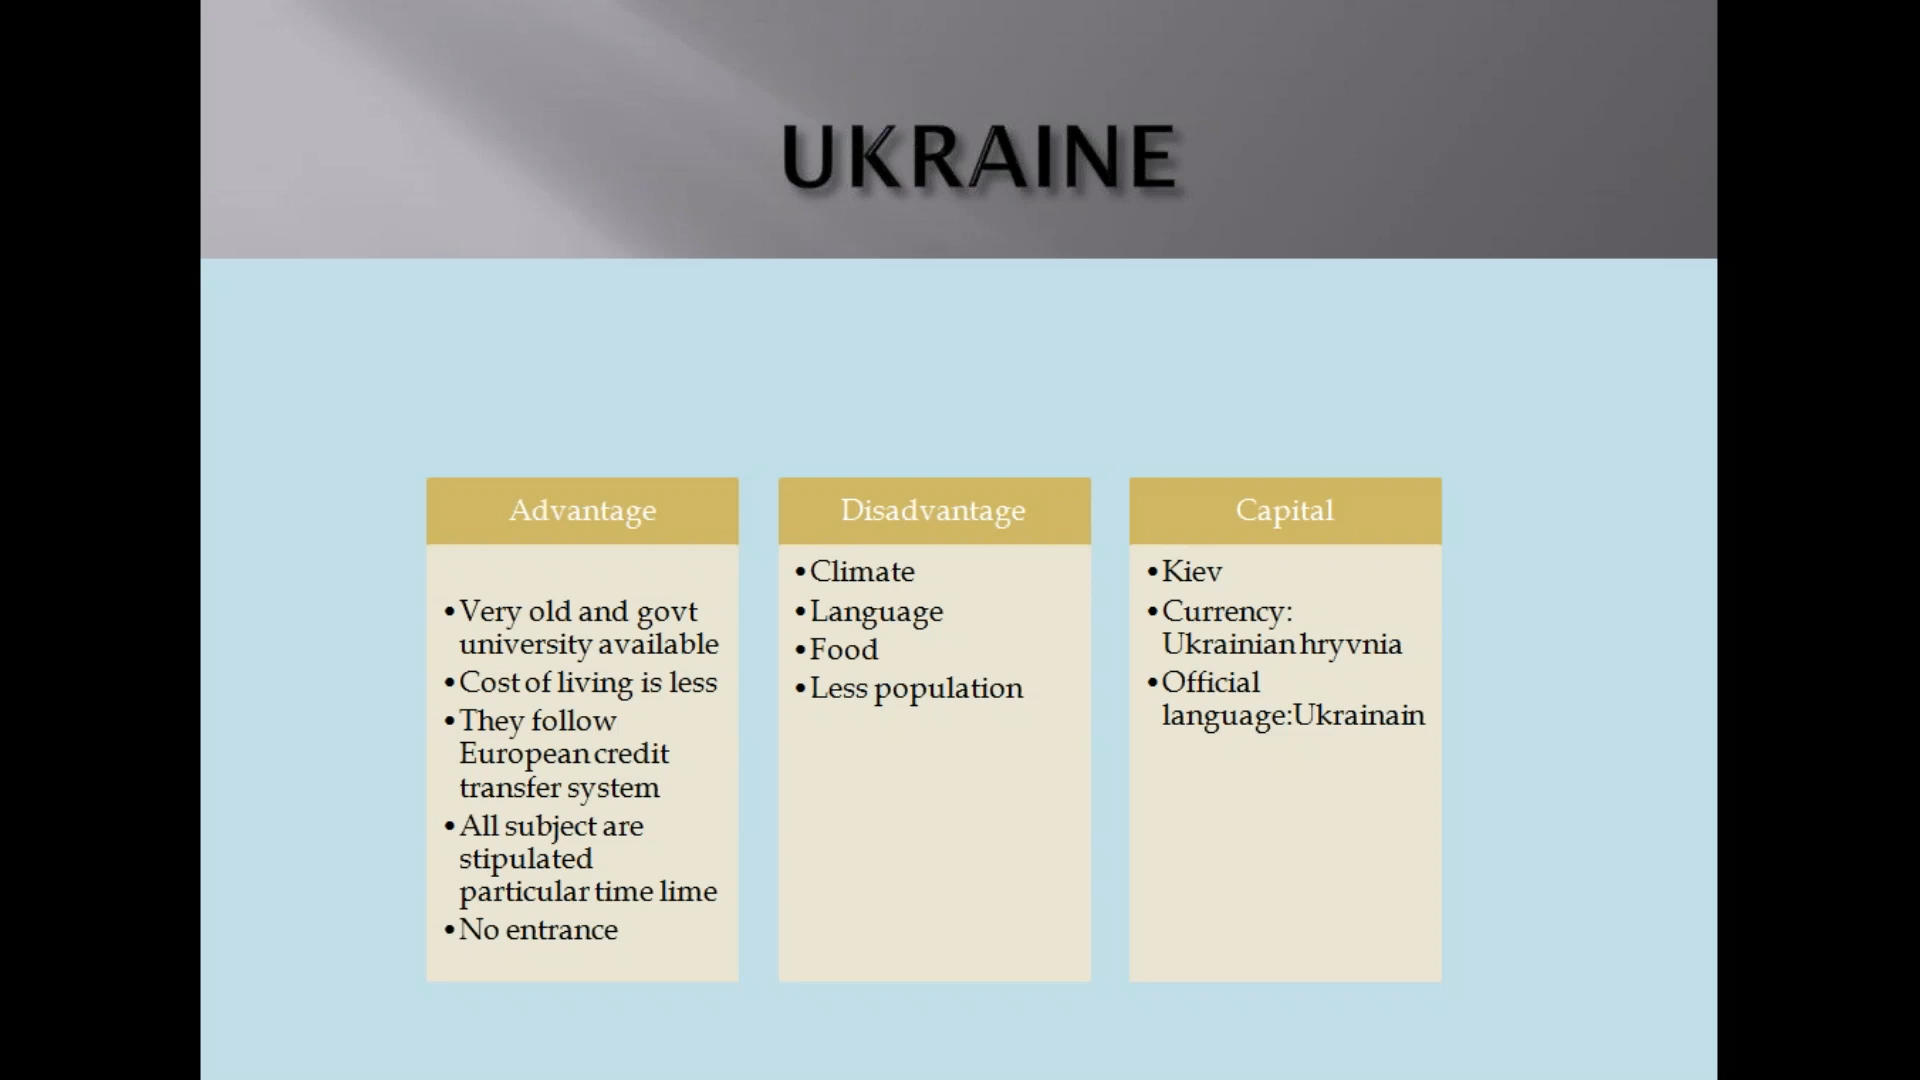 UKRAINE
Advantage
•Very old and govt
university available
•Cost of living is less
•They follow
European credit
transfer system
•All subject are
stipulated
particular time lime
•No entrance
Disadvantage
•Climate
•Language
•Food
•Less population
Capital
•Kiev
•Currency:
Ukrainian hryvnia
•Official
language:Ukrainain